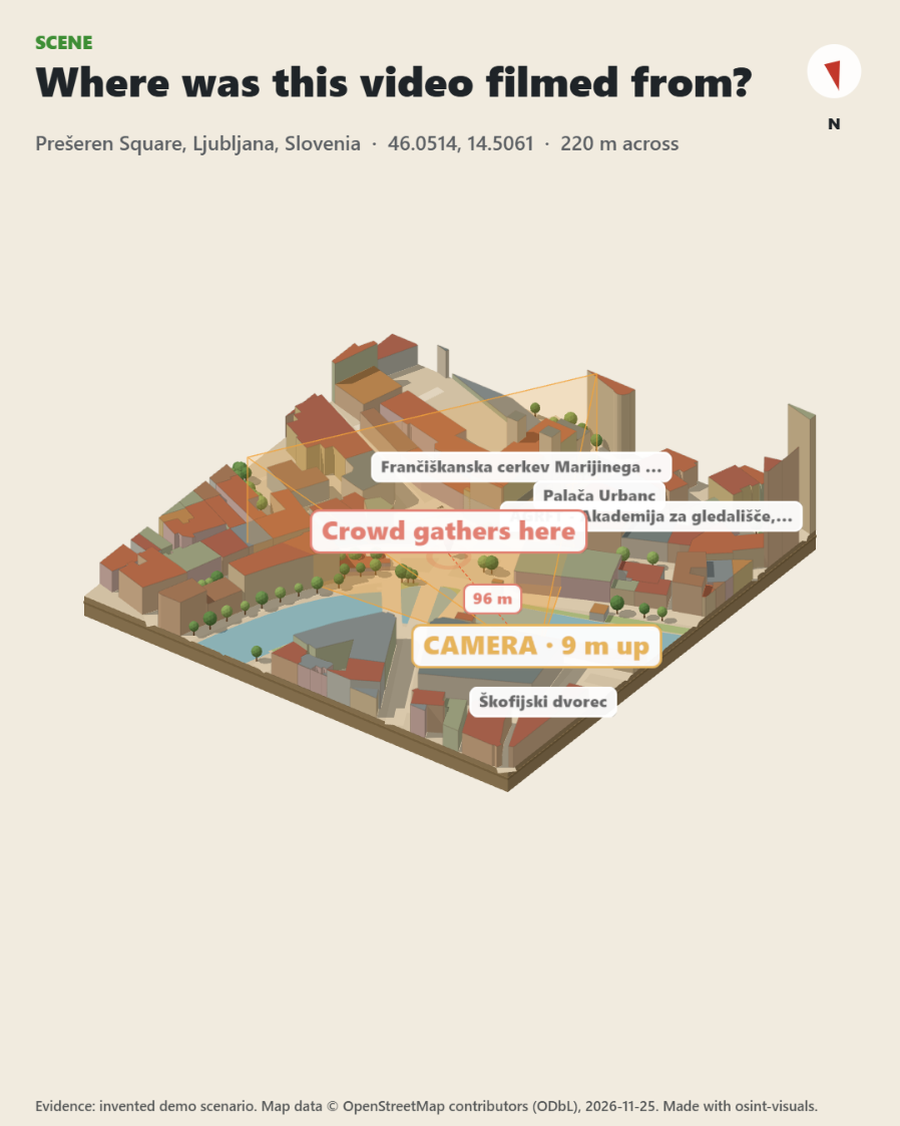 SCENE
Where was this video filmed from?
N
Prešeren Square, Ljubljana, Slovenia · 46.0514, 14.5061 · 220 m across
Frančiškanska cerkev Marijinega ...
Palača Urbanc
Akademija za gledališče,...
Crowd gathers here
96 m
CAMERA · 9 m up
Škofijski dvorec
Evidence: invented demo scenario. Map data © OpenStreetMap contributors (ODbL), 2026-11-25. Made with osint-visuals.